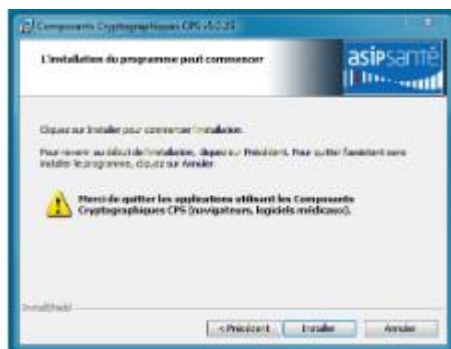 Composants Cryptographiques CPS v5.0.25
L'installation du programme peut commencer
asipsanté
Cliquez sur Installer pour commencer l'installation.
Pour revenir au début de l'installation, cliquez sur Précédent. Pour quitter l'assistant sans
installer le programme, cliquez sur Annuler.
Merci de quitter les applications utilisant les Composants
Cryptographiques CPS (navigateurs, logiciels médicaux).
InstallShield
< Précédent Installer Annuler